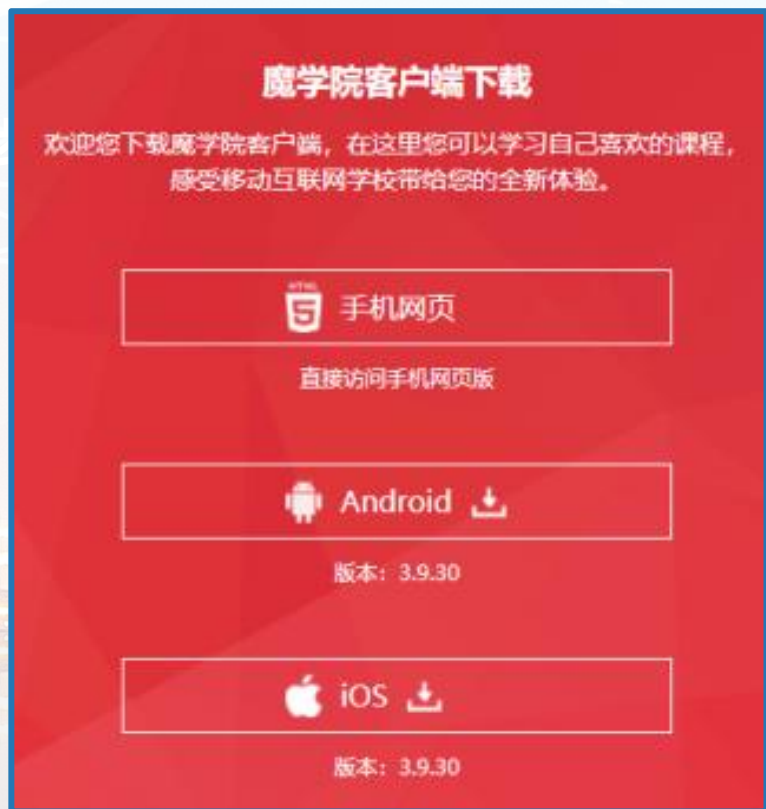 魔学院客户端下载
欢迎您下载魔学院客户端，在这里您可以学习自己喜欢的课程，
感受移动互联网学校带给您的全新体验。
HTML
5 手机网页
直接访问手机网页版
Android
版本：3.9.30
iOS
版本：3.9.30